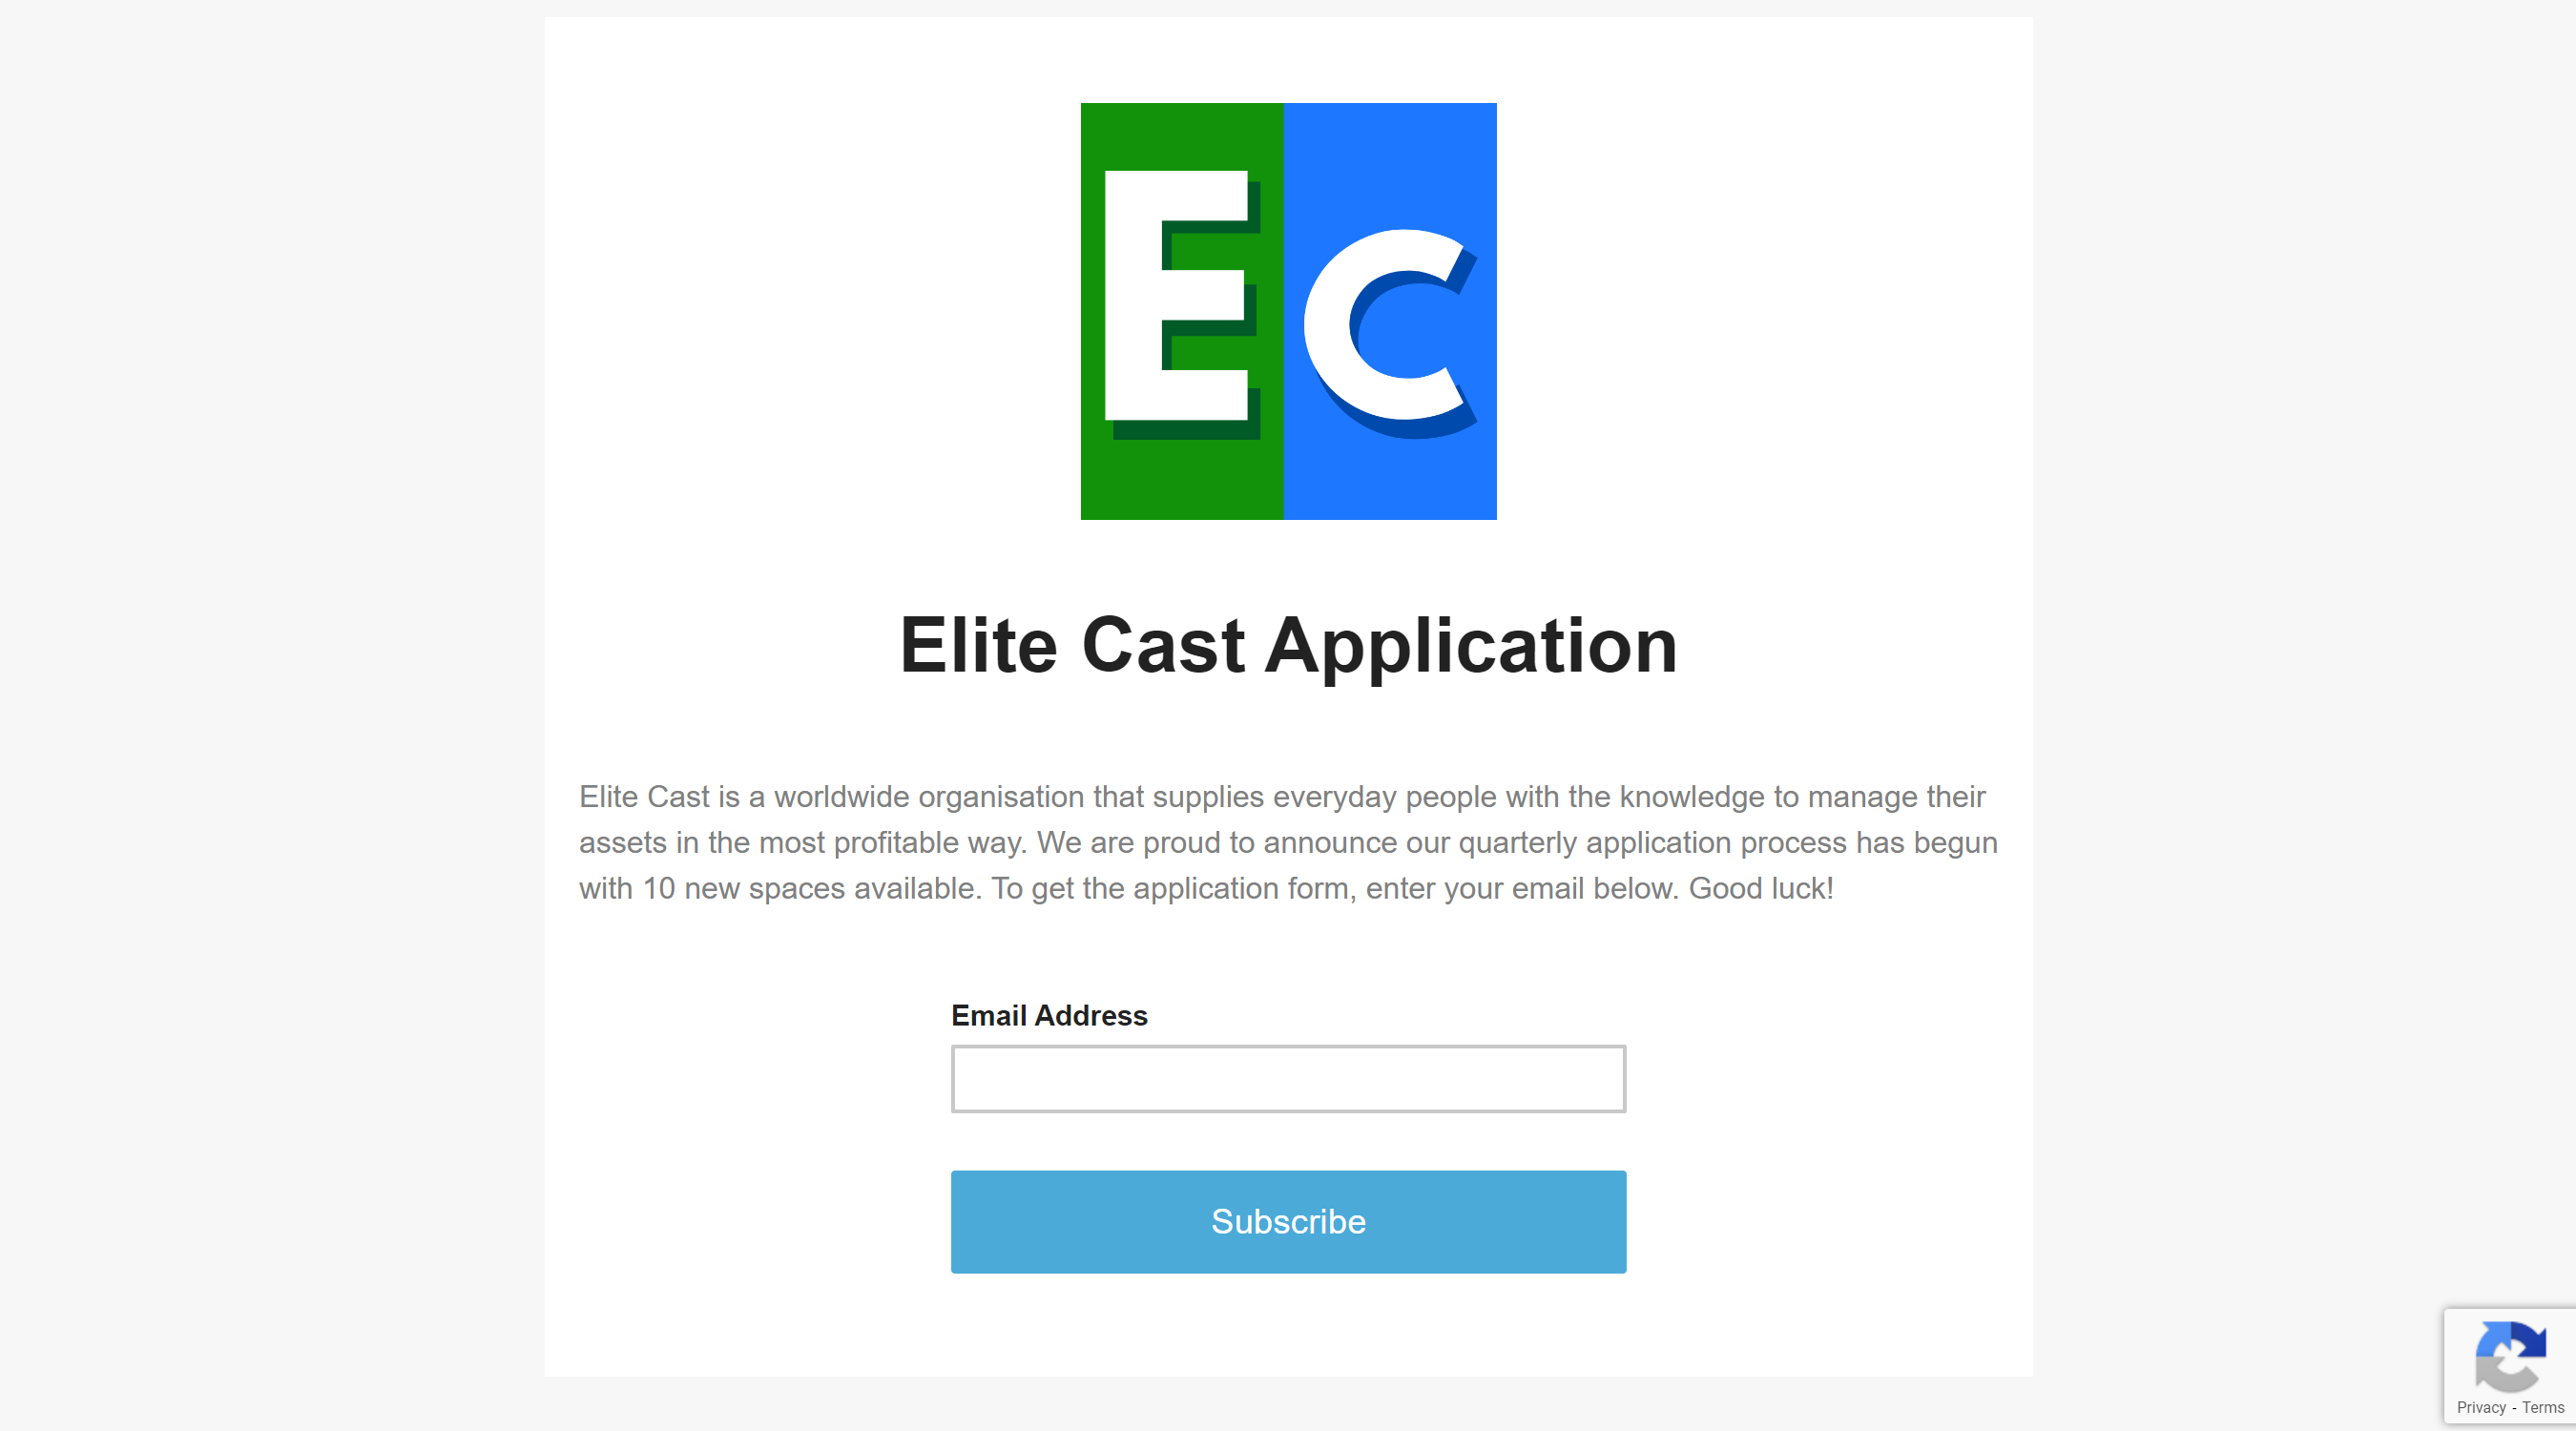 EC
Elite Cast Application
Elite Cast is a worldwide organisation that supplies everyday people with the knowledge to manage their
assets in the most profitable way. We are proud to announce our quarterly application process has begun
with 10 new spaces available. To get the application form, enter your email below. Good luck!
Email Address
Subscribe
Privacy - Terms